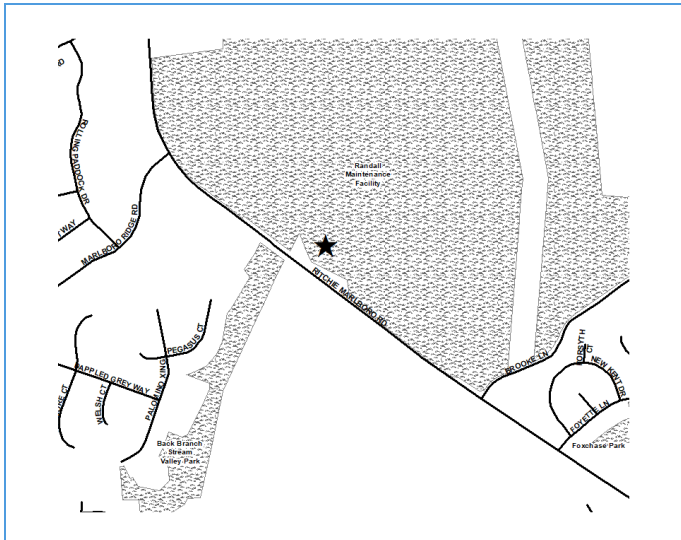 ROLLING PADDOCK DR
WAY
MARLBORO RIDGE RD
Randall
Maintenance
Facility
RITCHIE MARLBORO RD
PEGASUS CT
DAPPLED GREY WAY
PALOMINO XING
WELSH CT
CT
BROOKE LN
FORSYTH
CT
NEW KENT DR
FOYETTE LN
Foxchase Park
Back Branch
Stream
Valley Park